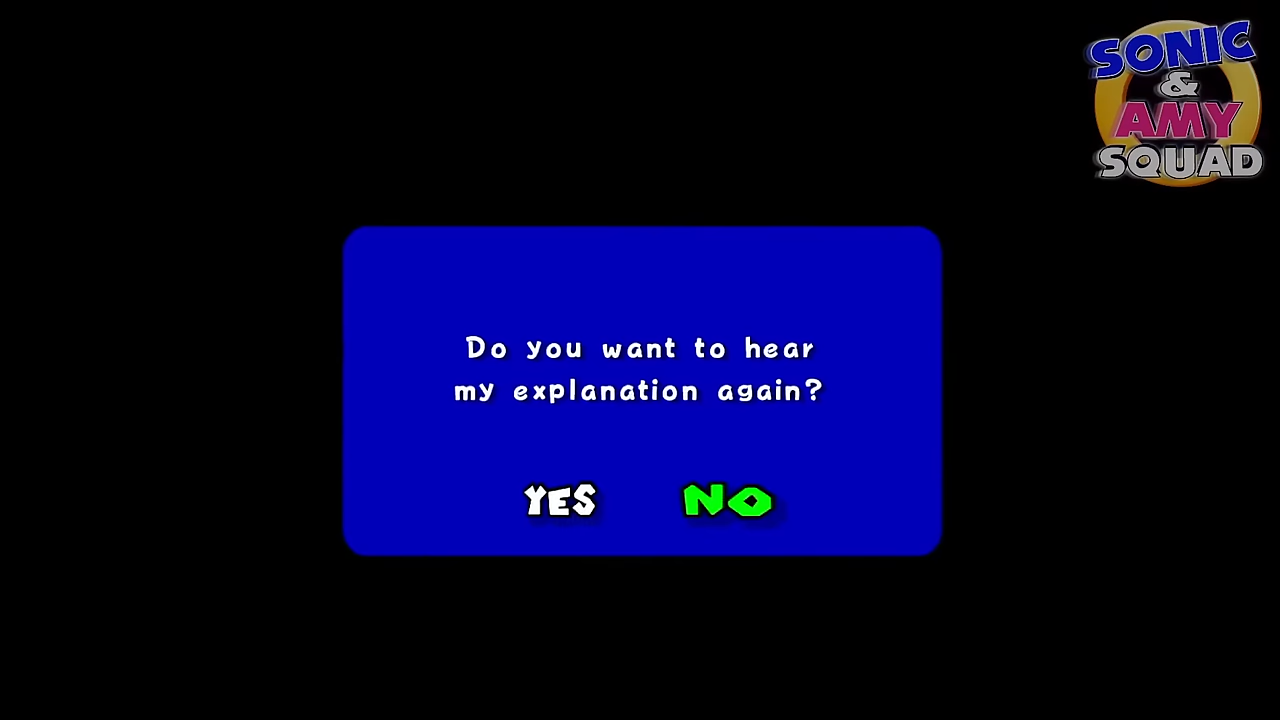 SONIC
&
AMY
SQUAD
Do you want to hear
my explanation again?
YES NO